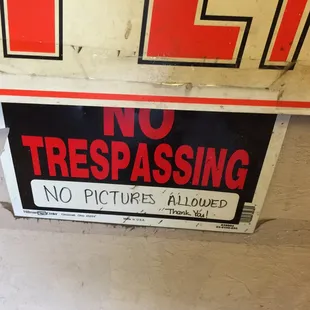 NO
TRESPASSING
NO PICTURES ALLOWED
Thank You!